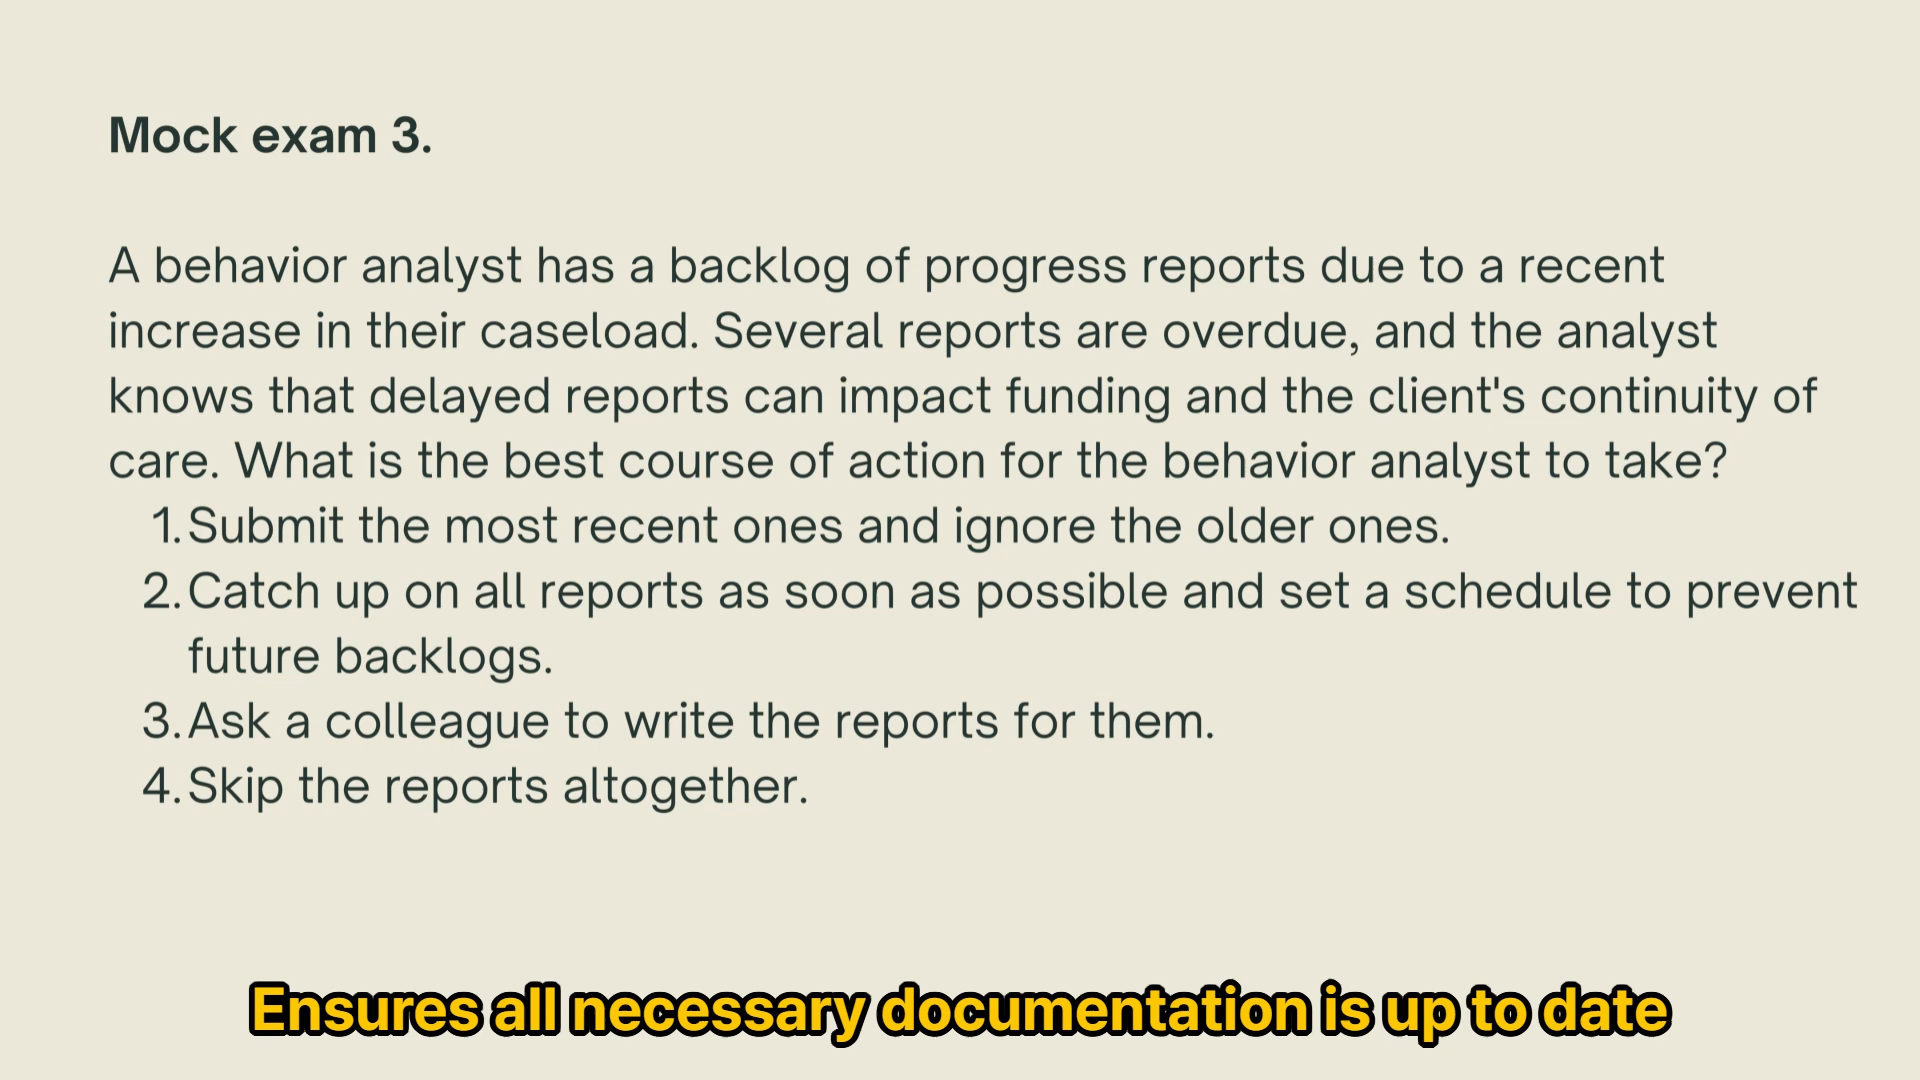 Mock exam 3.
A behavior analyst has a backlog of progress reports due to a recent
increase in their caseload. Several reports are overdue, and the analyst
knows that delayed reports can impact funding and the client's continuity of
care. What is the best course of action for the behavior analyst to take?
1. Submit the most recent ones and ignore the older ones.
2. Catch up on all reports as soon as possible and set a schedule to prevent
future backlogs.
3. Ask a colleague to write the reports for them.
4. Skip the reports altogether.
Ensures all necessary documentation is up to date